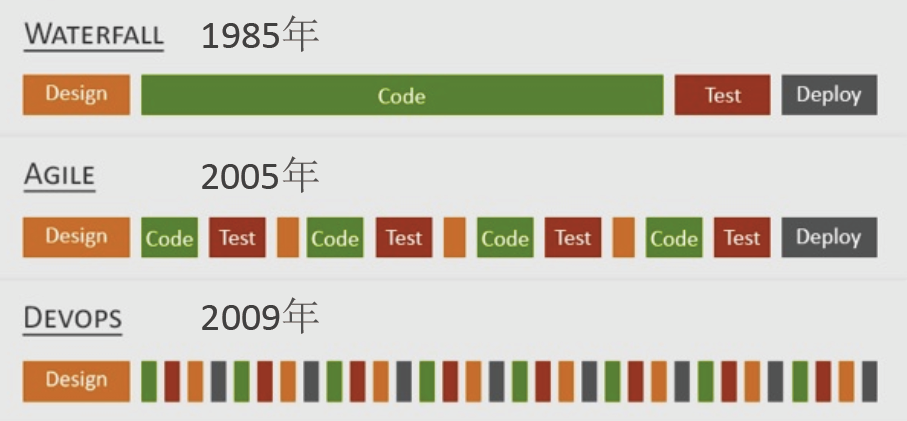 WATERFALL 1985年
Design Code Test Deploy
AGILE 2005年
Design Code Test Code Test Code Test Code Test Deploy
DEVOPS 2009年
Design